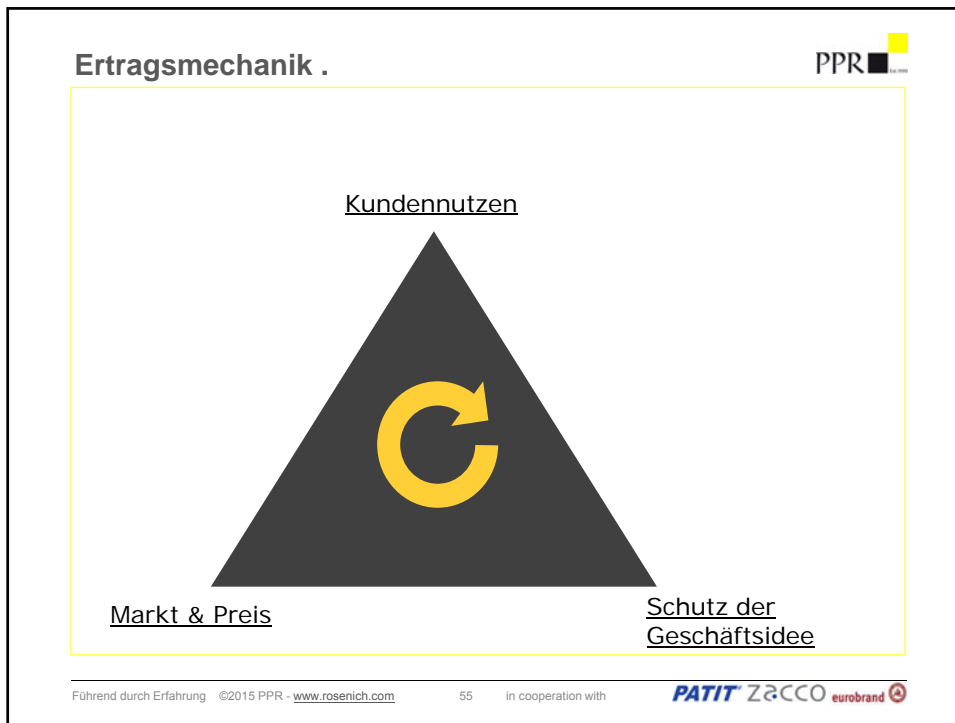 Ertragsmechanik .
PPR
Kundennutzen
Markt & Preis
Schutz der
Geschäftsidee
Führend durch Erfahrung ©2015 PPR - www.rosenich.com 55 in cooperation with PATIT Zacco eurobrand